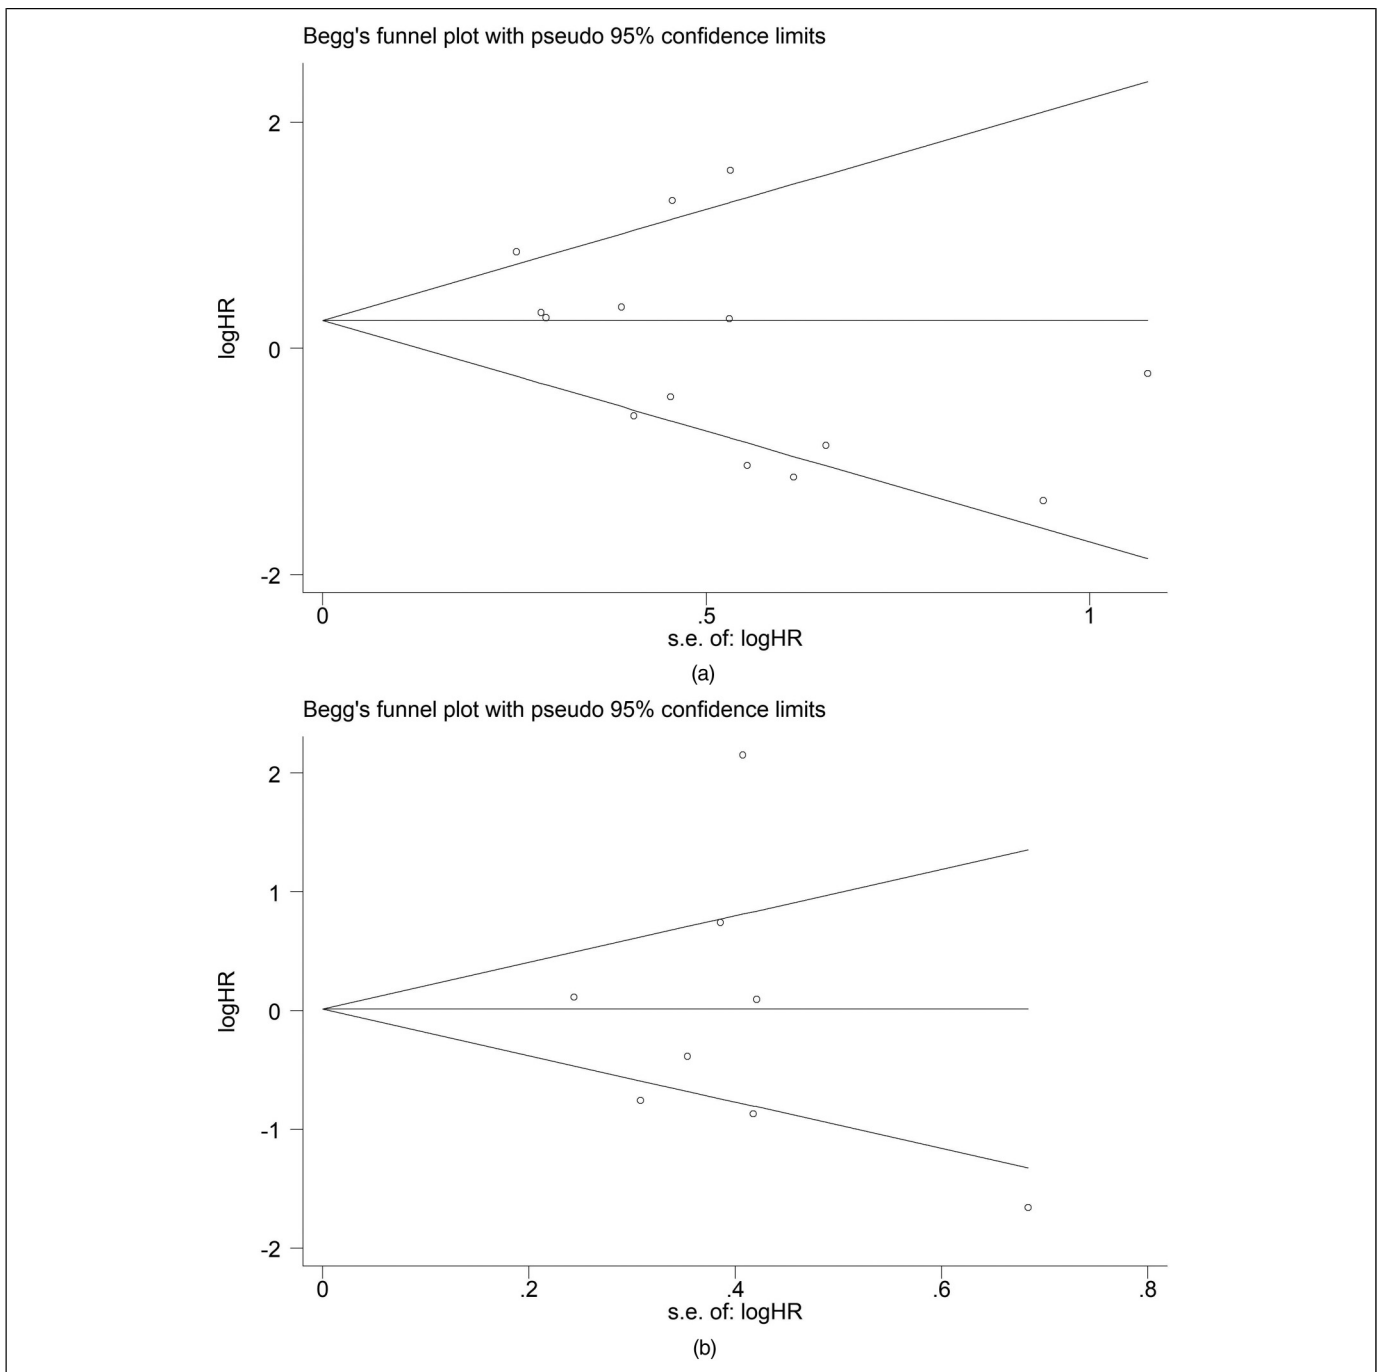 Begg's funnel plot with pseudo 95% confidence limits
2
0
-2
logHR
0 .5 1
s.e. of: logHR
(a)
Begg's funnel plot with pseudo 95% confidence limits
2
1
0
-1
-2
logHR
0 .2 .4 .6 .8
s.e. of: logHR
(b)